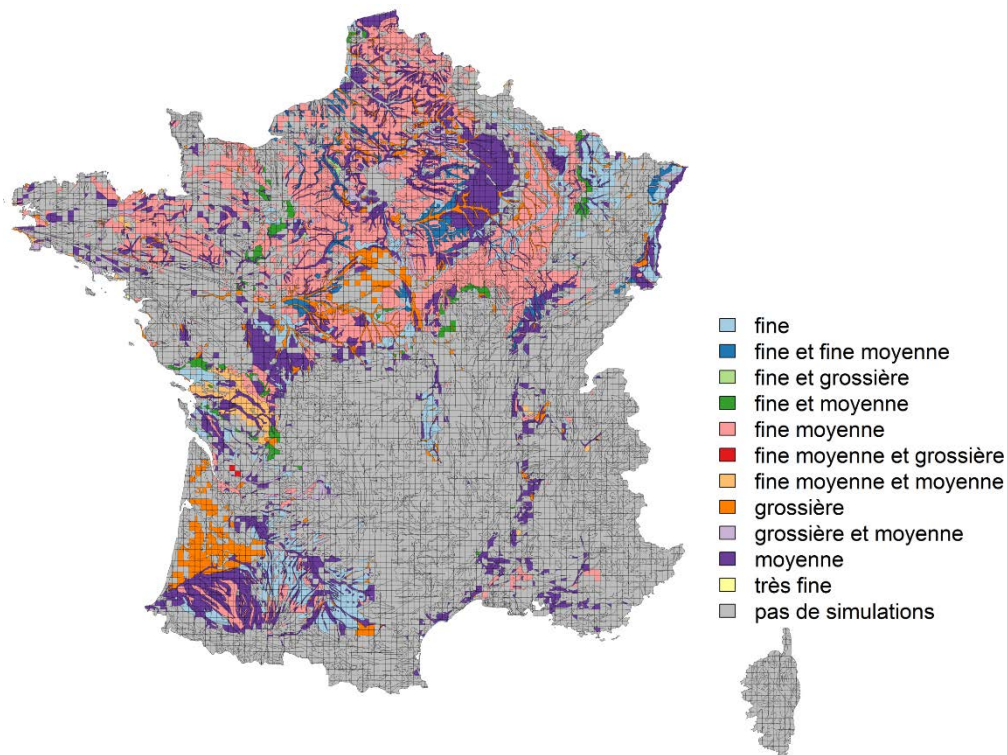 fine
fine et fine moyenne
fine et grossière
fine et moyenne
fine moyenne
fine moyenne et grossière
fine moyenne et moyenne
grossière
grossière et moyenne
moyenne
très fine
pas de simulations